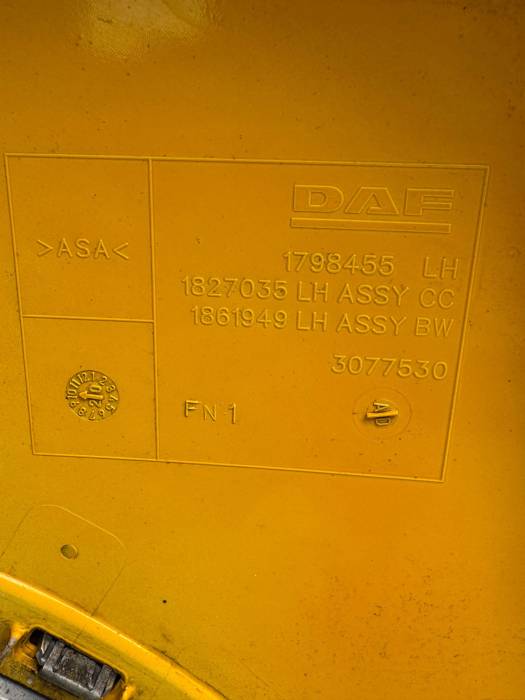 DAF
>ASA<
1798455 LH
1827035 LH ASSY CC
1861949 LH ASSY BW
3077530
FN1